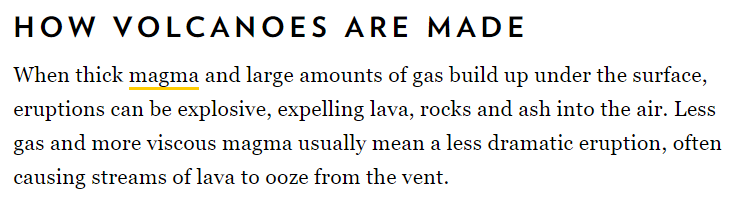 HOW VOLCANOES ARE MADE
When thick magma and large amounts of gas build up under the surface,
eruptions can be explosive, expelling lava, rocks and ash into the air. Less
gas and more viscous magma usually mean a less dramatic eruption, often
causing streams of lava to ooze from the vent.